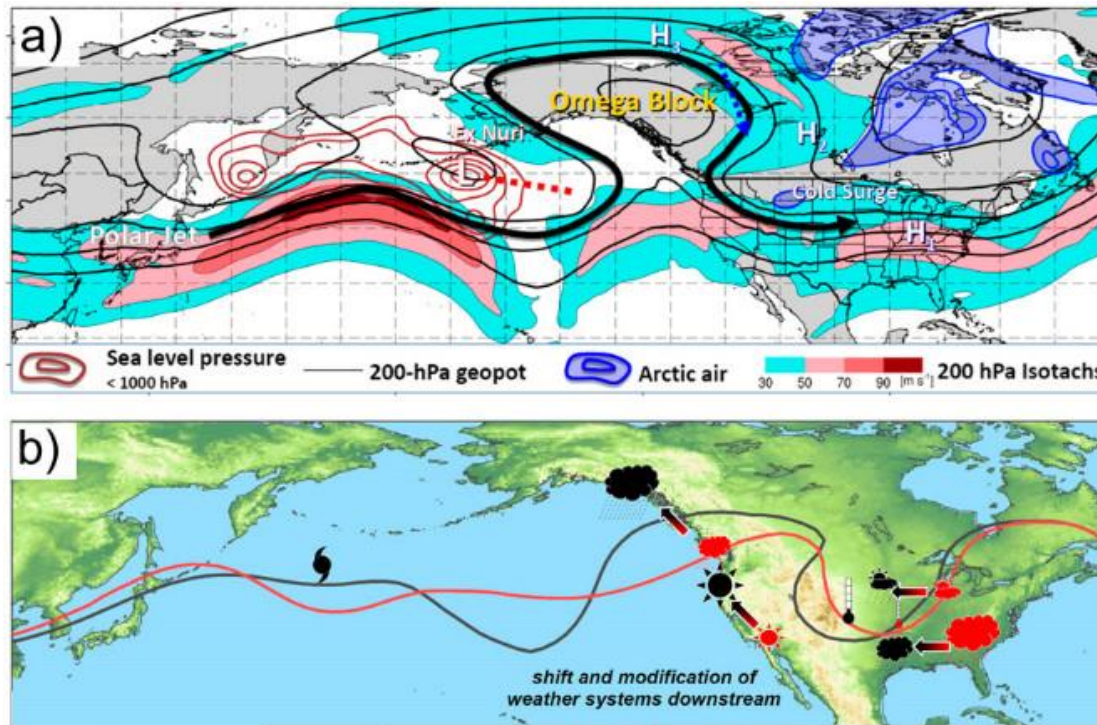 a)
H3
Omega Block
Ex Nuri
H2
Cold Surge
Polar Jet
H1
Sea level pressure
< 1000 hPa
200-hPa geopot
Arctic air
30 50 70 90 [m s-1]
200 hPa Isotachs
b)
shift and modification of
weather systems downstream